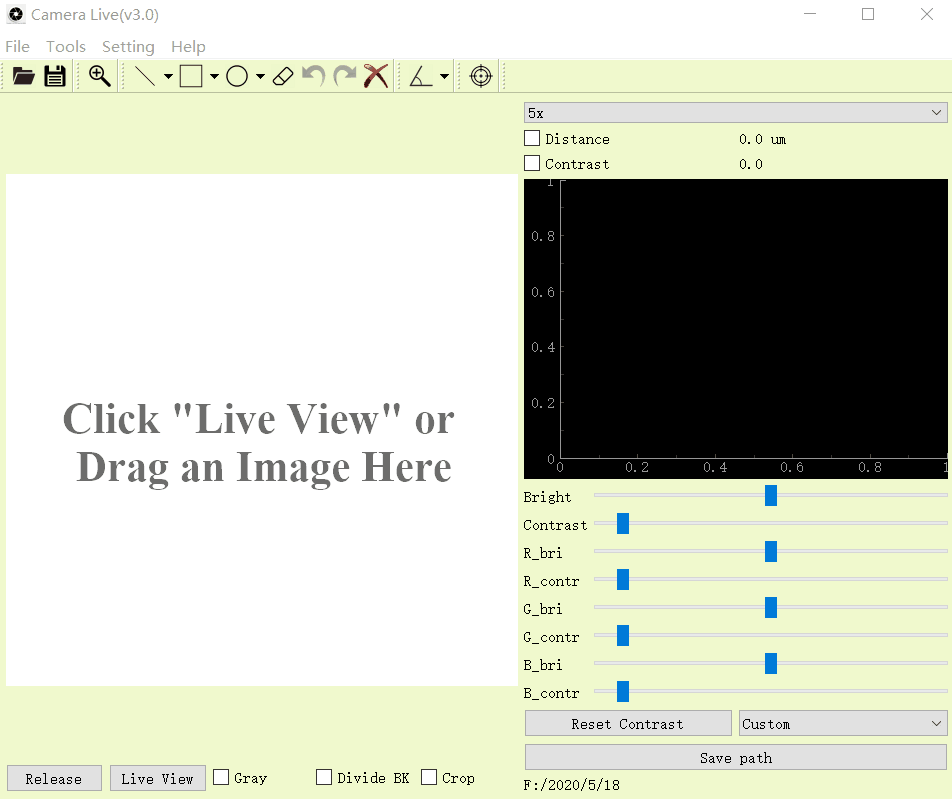 Camera Live(v3.0)
File Tools Setting Help
5x
Distance 0.0 um
Contrast 0.0
1
0.8
0.6
0.4
0.2
0
0 0.2 0.4 0.6 0.8 1
Click "Live View" or
Drag an Image Here
Bright
Contrast
R_bri
R_contr
G_bri
G_contr
B_bri
B_contr
Reset Contrast Custom
Save path
Release Live View Gray Divide BK Crop
F:/2020/5/18